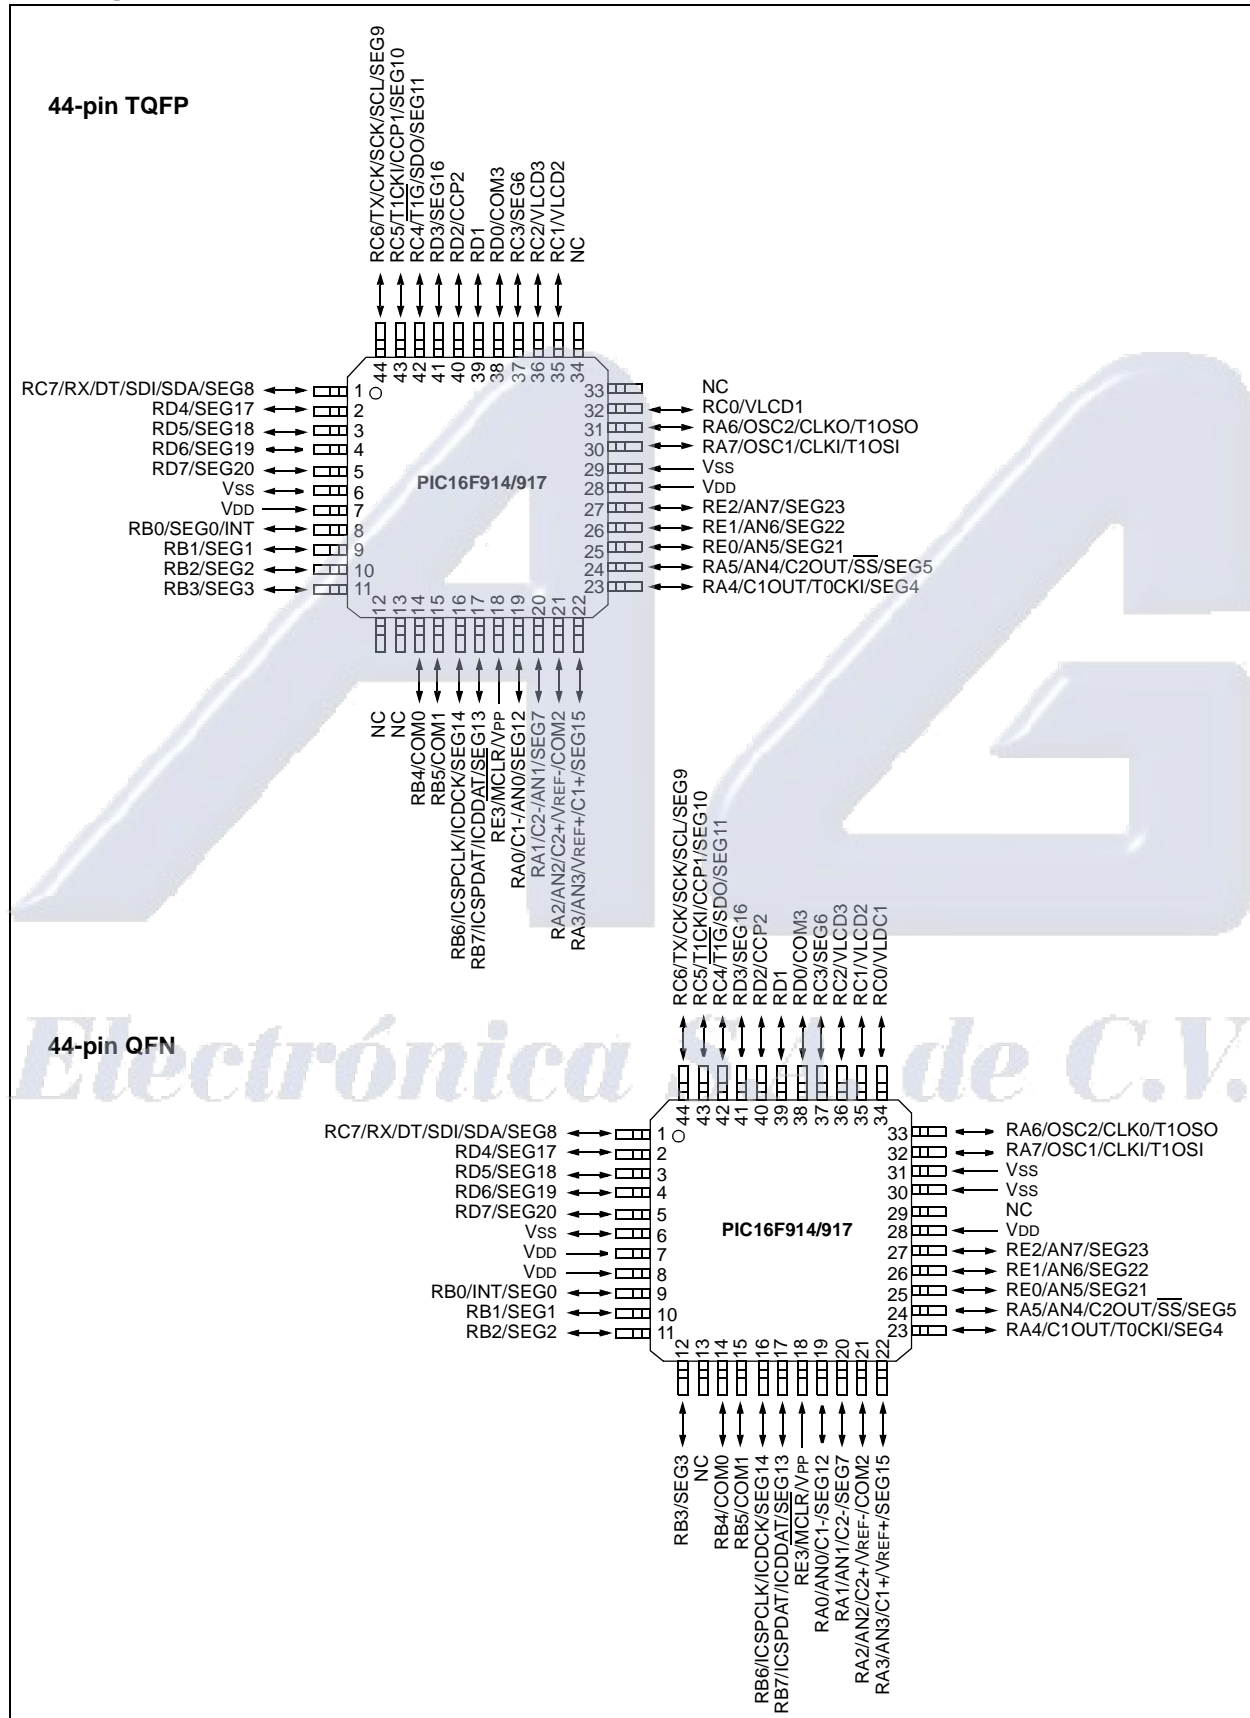 44-pin TQFP
RC6/TX/CK/SCK/SCL/SEG9
RC5/T1CKI/CCP1/SEG10
RC4/T1G/SDO/SEG11
RD3/SEG16
RD2/CCP2
RD1
RD0/COM3
RC3/SEG6
RC2/VLCD3
RC1/VLCD2
NC
44 43 42 41 40 39 38 37 36 35 34
RC7/RX/DT/SDI/SDA/SEG8 1
RD4/SEG17 2
RD5/SEG18 3
RD6/SEG19 4
RD7/SEG20 5
VSS 6
VDD 7
RB0/SEG0/INT 8
RB1/SEG1 9
RB2/SEG2 10
RB3/SEG3 11
PIC16F914/917
33 NC
32 RC0/VLCD1
31 RA6/OSC2/CLKO/T1OSO
30 RA7/OSC1/CLKI/T1OSI
29 VSS
28 VDD
27 RE2/AN7/SEG23
26 RE1/AN6/SEG22
25 RE0/AN5/SEG21
24 RA5/AN4/C2OUT/SS/SEG5
23 RA4/C1OUT/T0CKI/SEG4
12 13 14 15 16 17 18 19 20 21 22
NC
NC
RB4/COM0
RB5/COM1
RB6/ICSPCLK/ICDCK/SEG14
RB7/ICSPDAT/ICDDAT/SEG13
RE3/MCLR/VPP
RA0/C1-/AN0/SEG12
RA1/C2-/AN1/SEG7
RA2/AN2/C2+/VREF-/COM2
RA3/AN3/VREF+/C1+/SEG15
AG
Electrónica S.A. de C.V.
44-pin QFN
RC6/TX/CK/SCK/SCL/SEG9
RC5/T1CKI/CCP1/SEG10
RC4/T1G/SDO/SEG11
RD3/SEG16
RD2/CCP2
RD1
RD0/COM3
RC3/SEG6
RC2/VLCD3
RC1/VLCD2
RC0/VLDC1
44 43 42 41 40 39 38 37 36 35 34
RC7/RX/DT/SDI/SDA/SEG8 1
RD4/SEG17 2
RD5/SEG18 3
RD6/SEG19 4
RD7/SEG20 5
VSS 6
VDD 7
VDD 8
RB0/INT/SEG0 9
RB1/SEG1 10
RB2/SEG2 11
PIC16F914/917
33 RA6/OSC2/CLK0/T1OSO
32 RA7/OSC1/CLKI/T1OSI
31 VSS
30 VSS
29 NC
28 VDD
27 RE2/AN7/SEG23
26 RE1/AN6/SEG22
25 RE0/AN5/SEG21
24 RA5/AN4/C2OUT/SS/SEG5
23 RA4/C1OUT/T0CKI/SEG4
12 13 14 15 16 17 18 19 20 21 22
RB3/SEG3
NC
RB4/COM0
RB5/COM1
RB6/ICSPCLK/ICDCK/SEG14
RB7/ICSPDAT/ICDDAT/SEG13
RE3/MCLR/VPP
RA0/AN0/C1-/SEG12
RA1/AN1/C2-/SEG7
RA2/AN2/C2+/VREF-/COM2
RA3/AN3/C1+/VREF+/SEG15